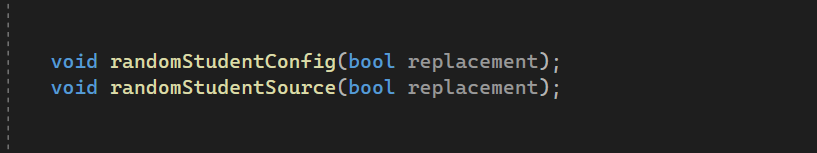 void randomStudentConfig(bool replacement);
void randomStudentSource(bool replacement);